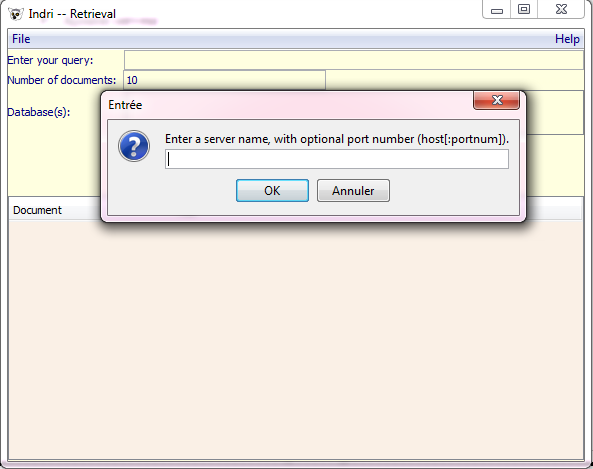 Indri -- Retrieval
File Help
Enter your query:
Number of documents: 10
Database(s):
Entrée
Enter a server name, with optional port number (host[:portnum]).
OK Annuler
Document